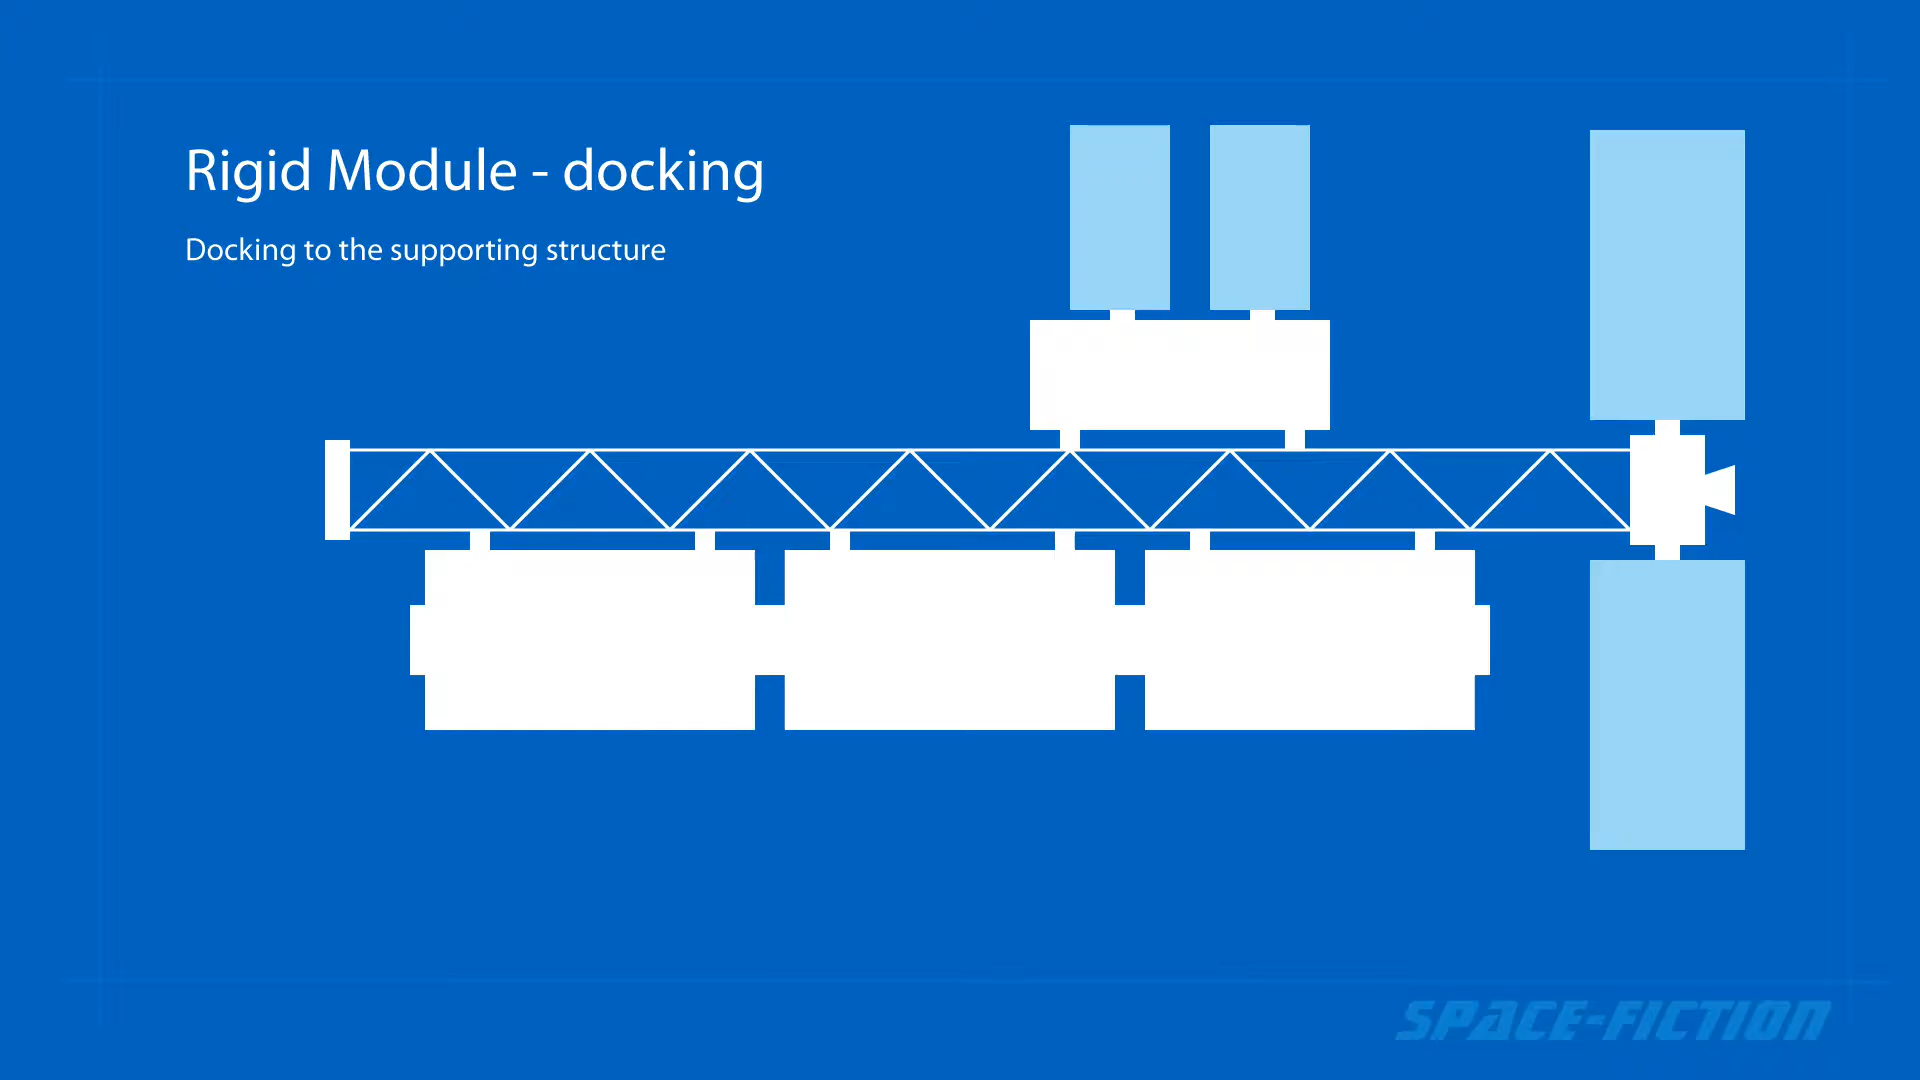 Rigid Module - docking
Docking to the supporting structure
SPACE-FICTION